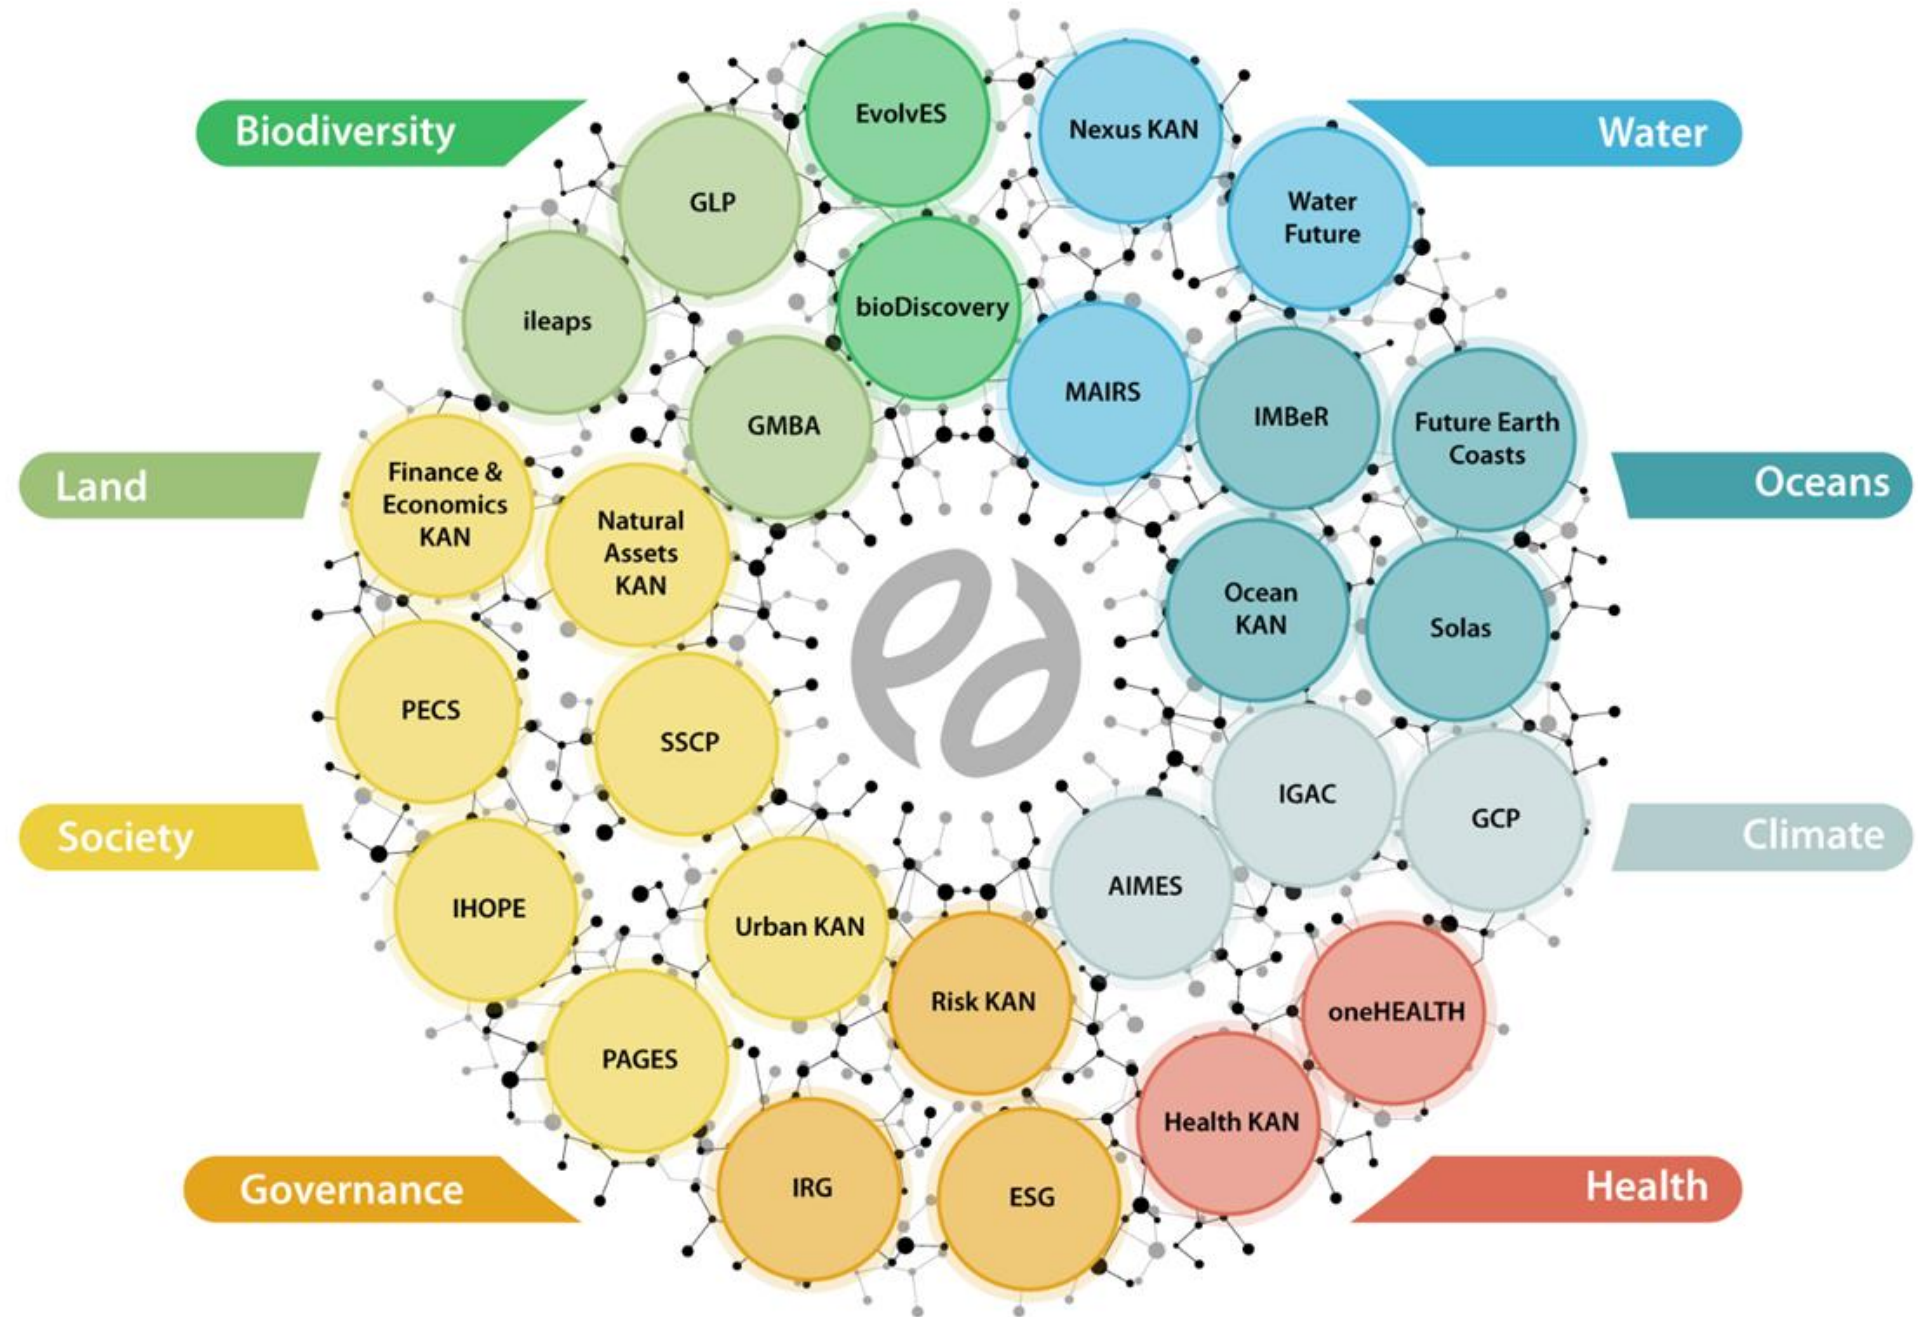 EvolvES
Nexus KAN
Biodiversity
Water
GLP
Water
Future
ileaps
bioDiscovery
MAIRS
IMBeR
Future Earth
Coasts
GMBA
Land
Finance &
Economics
KAN
Natural
Assets
KAN
Oceans
Ocean
KAN
Solas
PECS
SSCP
IGAC
GCP
Society
Climate
IHOPE
Urban KAN
AIMES
Risk KAN
oneHEALTH
PAGES
Health KAN
Governance
IRG
ESG
Health